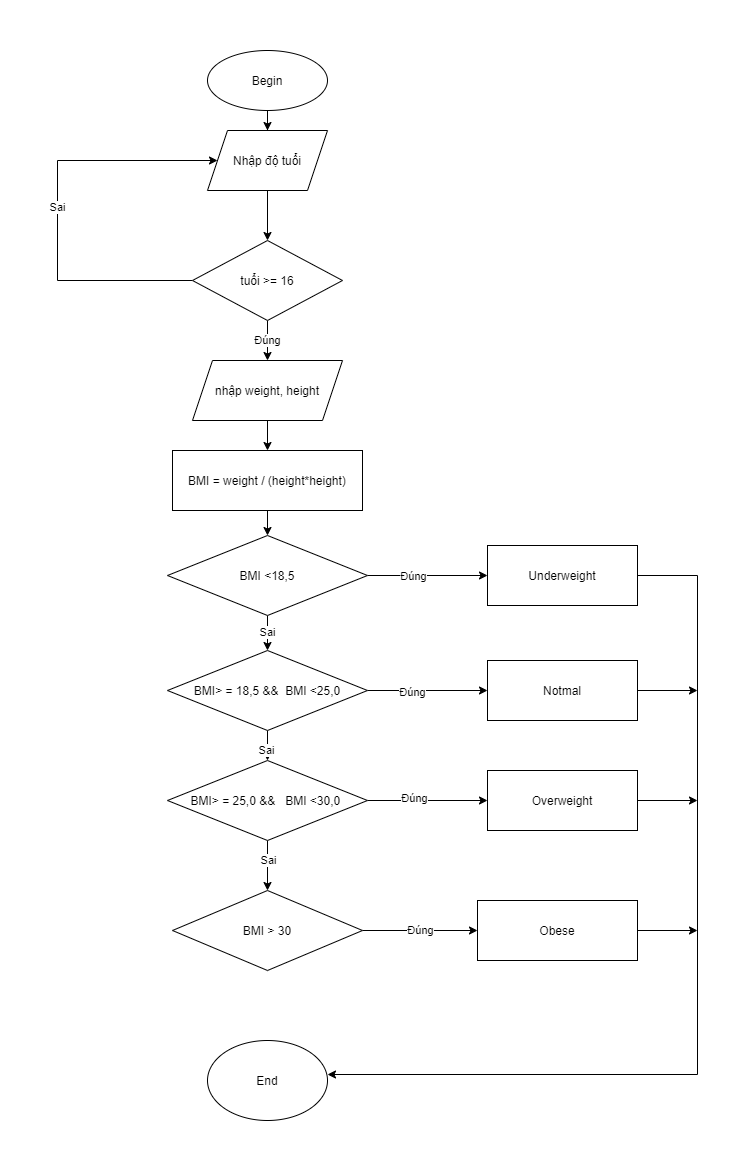 Begin
Nhập độ tuổi
Sai
tuổi >= 16
Đúng
nhập weight, height
BMI = weight / (height*height)
BMI <18,5
Đúng
Underweight
Sai
BMI> = 18,5 && BMI <25,0
Đúng
Notmal
Sai
BMI> = 25,0 && BMI <30,0
Đúng
Overweight
Sai
BMI > 30
Đúng
Obese
End